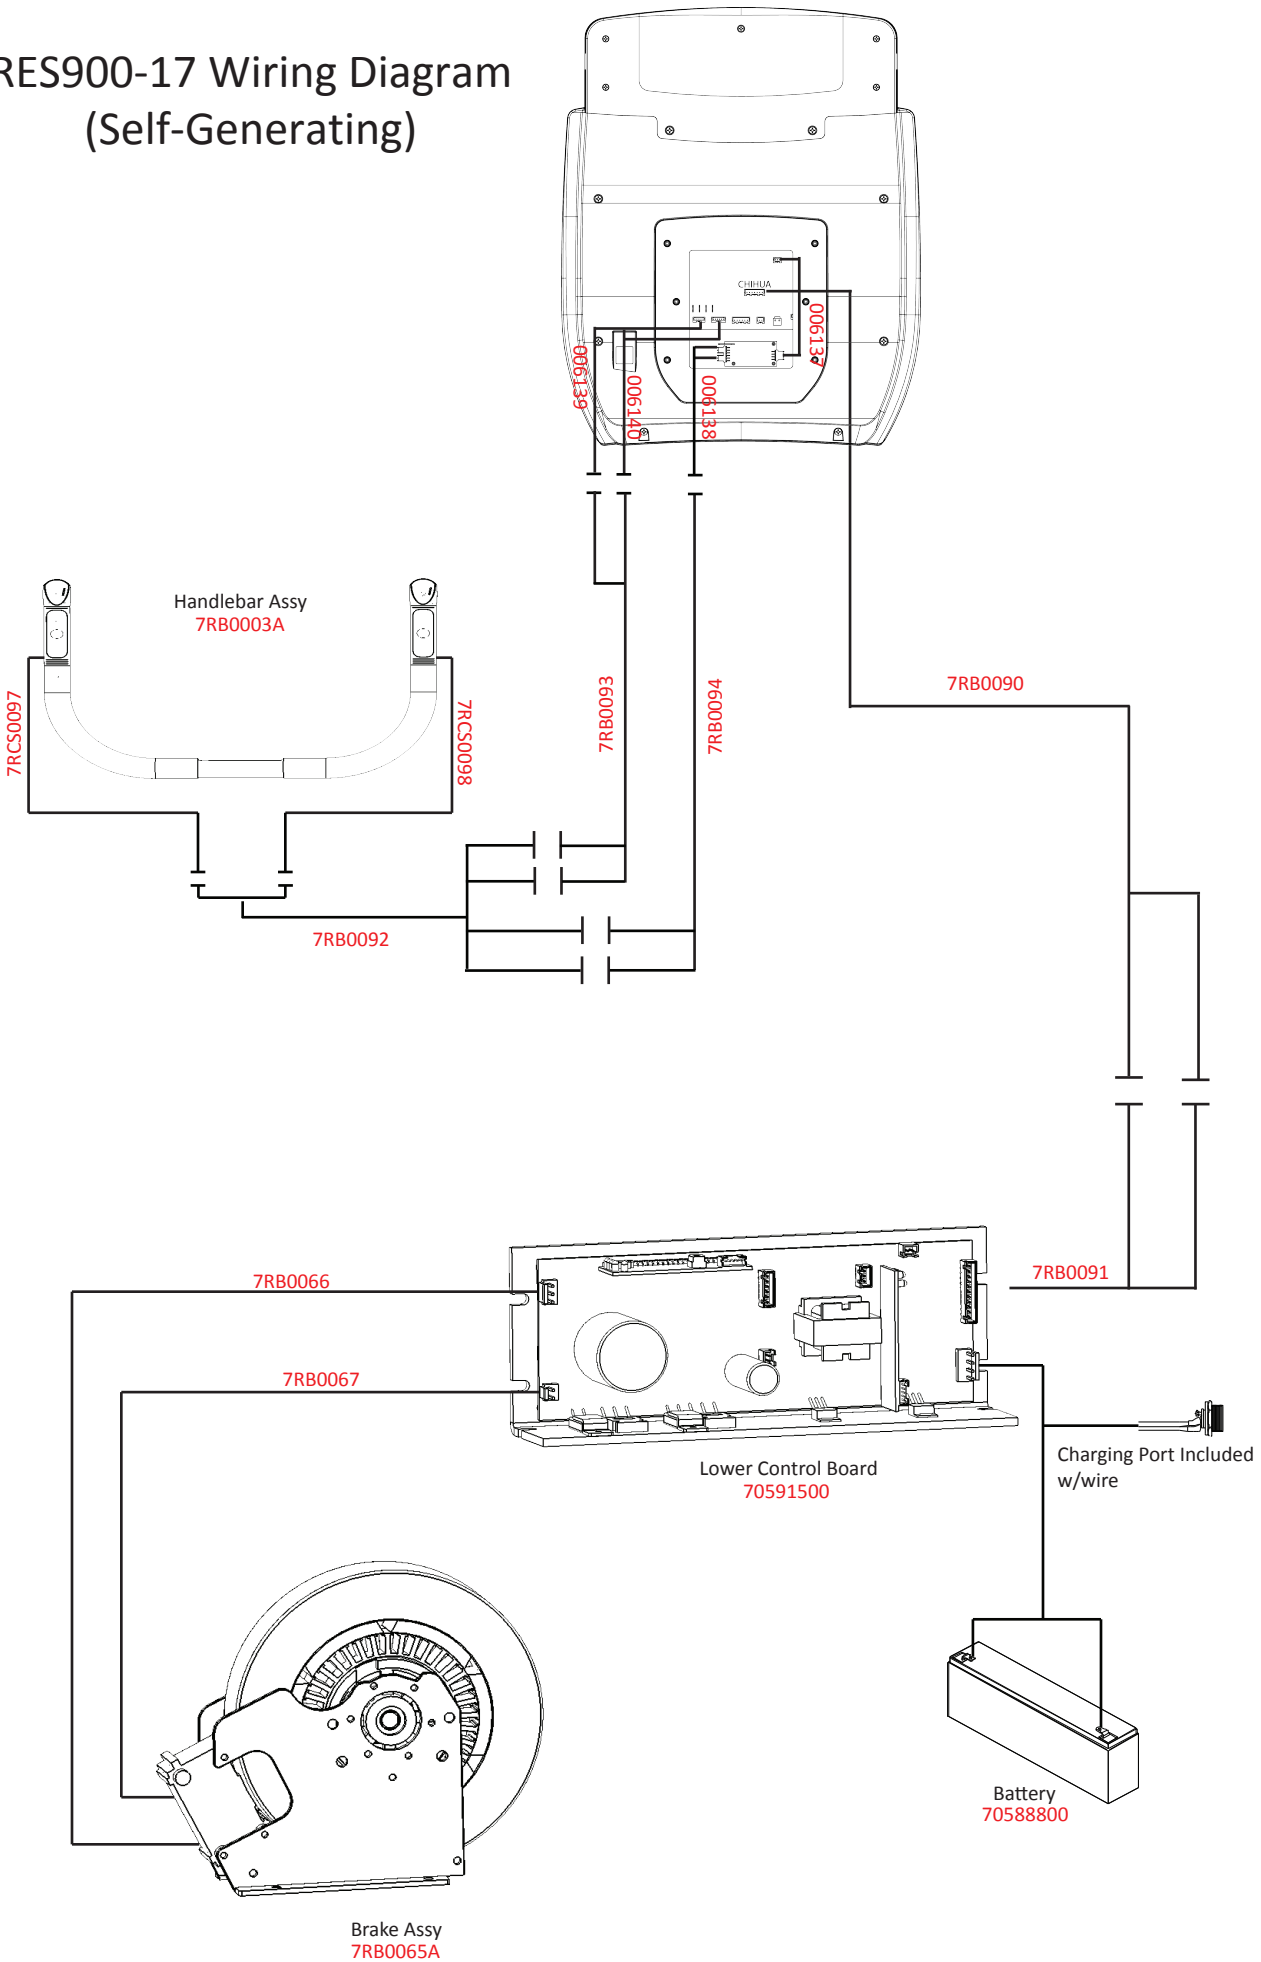 RES900-17 Wiring Diagram
(Self-Generating)
CHIHUA
006137
006139
006140
006138
Handlebar Assy
7RB0003A
7RCS0097
7RCS0098
7RB0093
7RB0094
7RB0090
7RB0092
7RB0066
7RB0091
7RB0067
Lower Control Board
70591500
Charging Port Included
w/wire
Battery
70588800
Brake Assy
7RB0065A